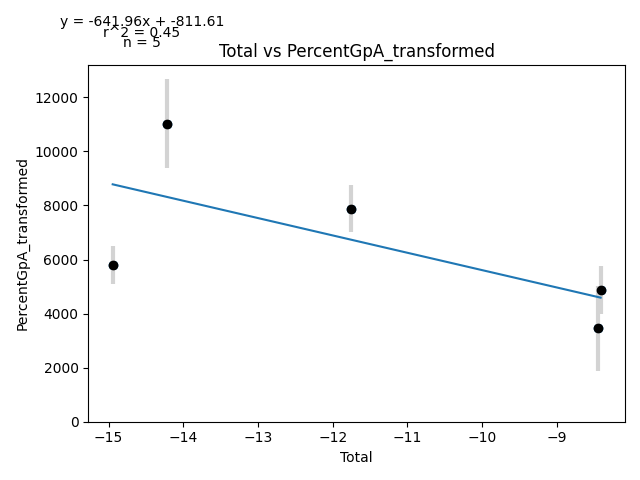 y = -641.96x + -811.61
r^2 = 0.45
n = 5
Total vs PercentGpA_transformed
PercentGpA_transformed
12000
10000
8000
6000
4000
2000
0
−15
−14
−13
−12
−11
−10
−9
Total